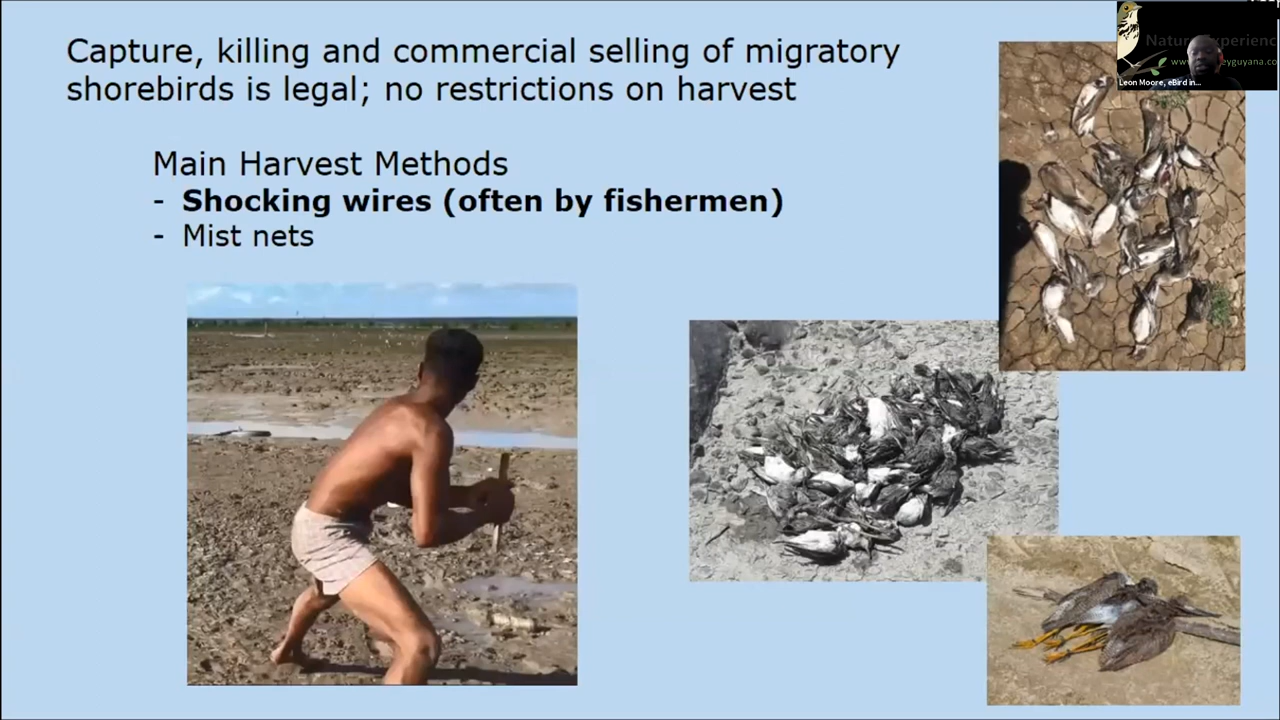 Capture, killing and commercial selling of migratory
shorebirds is legal; no restrictions on harvest
Main Harvest Methods
- Shocking wires (often by fishermen)
- Mist nets
Leon Moore, eBird in...